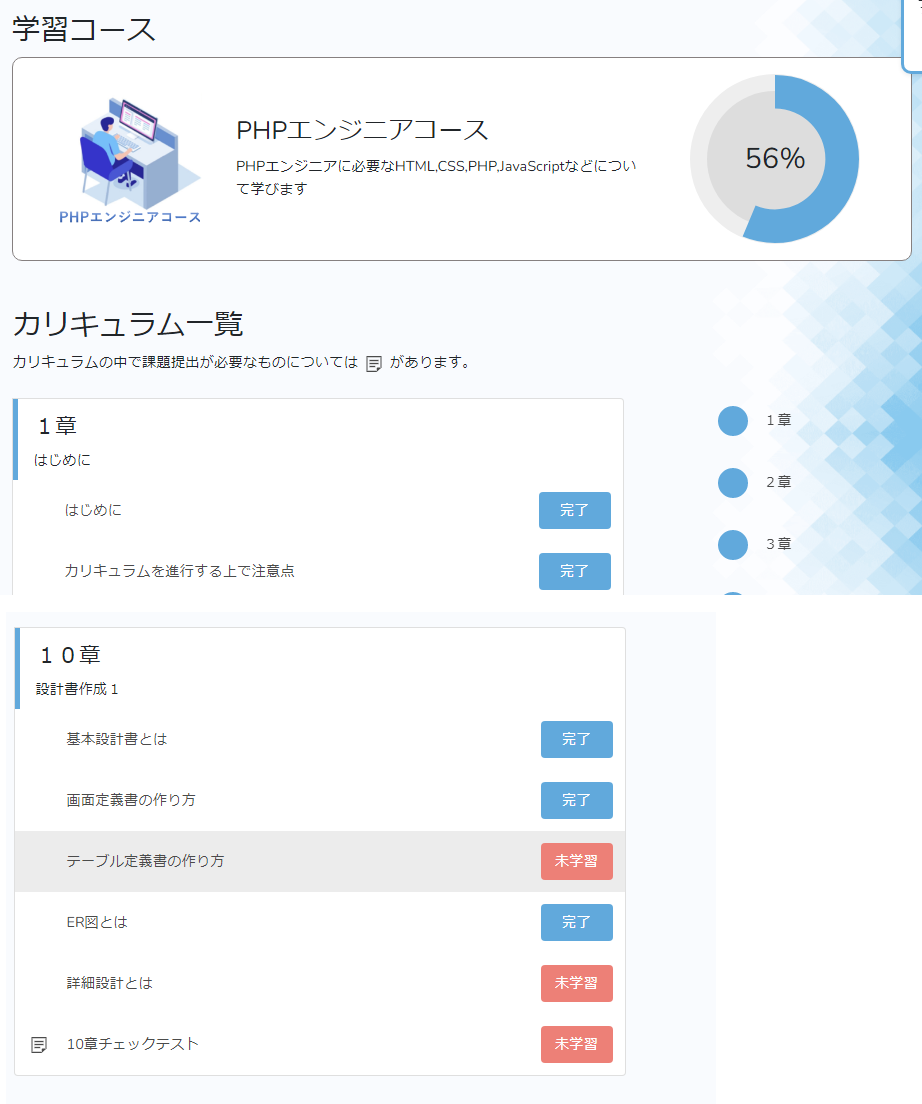 学習コース
PHPエンジニアコース
PHPエンジニアコース
PHPエンジニアに必要なHTML,CSS,PHP,JavaScriptなどについ
て学びます
56%
カリキュラム一覧
カリキュラムの中で課題提出が必要なものについては があります。
１章
はじめに
はじめに 完了
カリキュラムを進行する上で注意点 完了
１章
２章
３章
１０章
設計書作成１
基本設計書とは 完了
画面定義書の作り方 完了
テーブル定義書の作り方 未学習
ER図とは 完了
詳細設計とは 未学習
10章チェックテスト 未学習